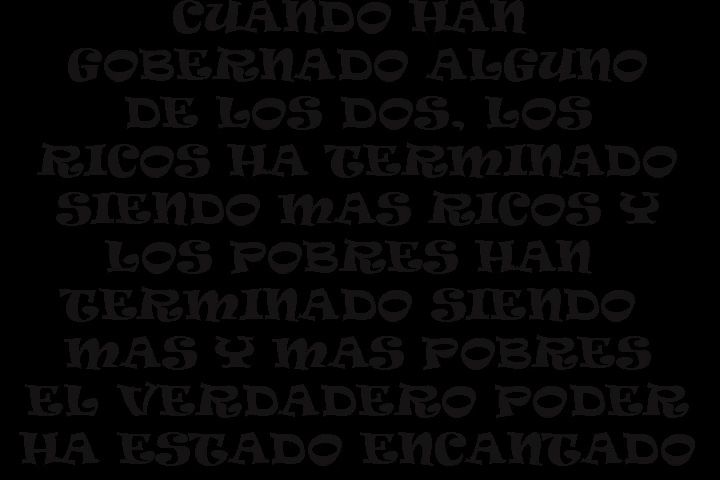 CUANDO HAN
GOBERNADO ALGUNO
DE LOS DOS, LOS
RICOS HA TERMINADO
SIENDO MAS RICOS Y
LOS POBRES HAN
TERMINADO SIENDO
MAS Y MAS POBRES
EL VERDADERO PODER
HA ESTADO ENCANTADO